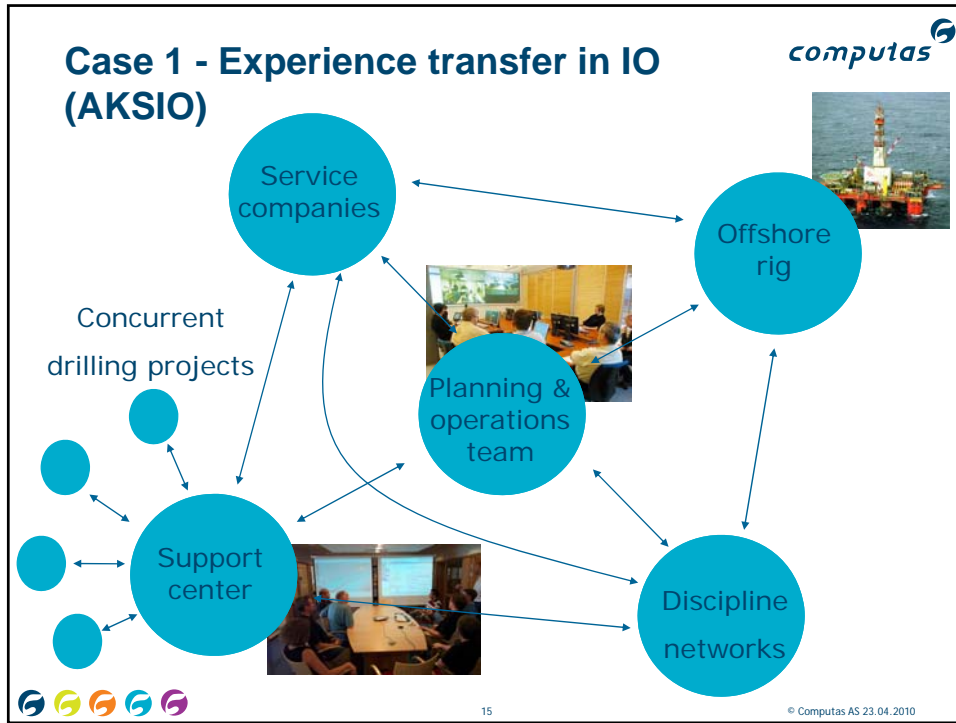 Case 1 - Experience transfer in IO
(AKSIO)
computas
Service
companies
Offshore
rig
Concurrent
drilling projects
Planning &
operations
team
Support
center
Discipline
networks
15
© Computas AS 23.04.2010